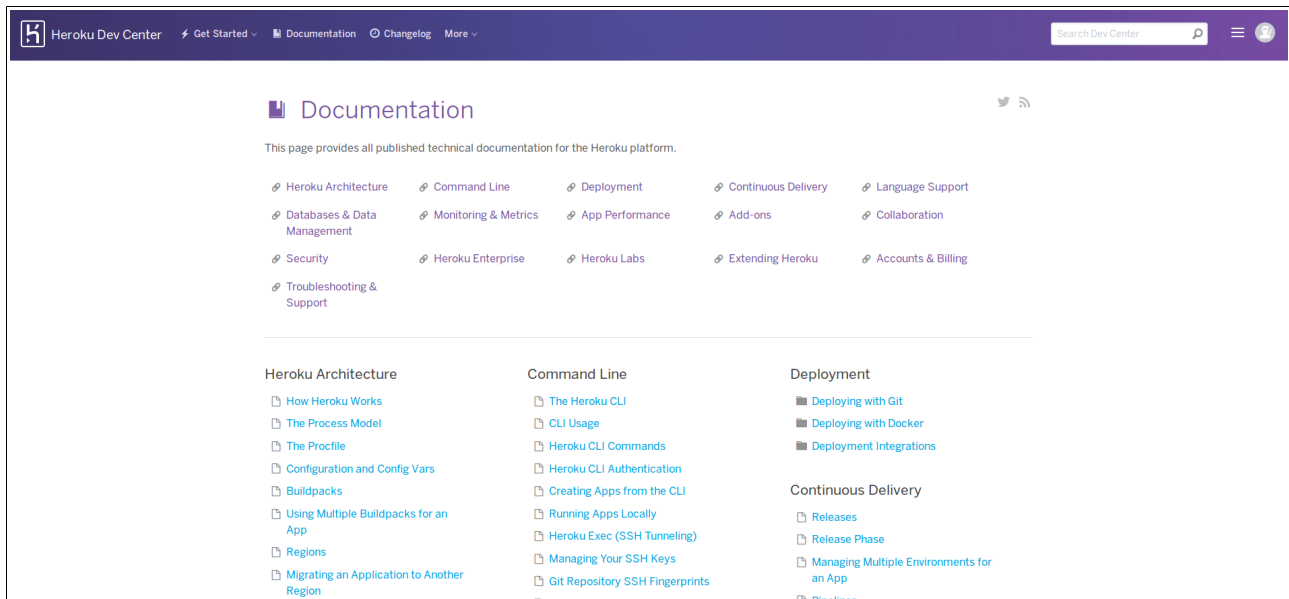 Heroku Dev Center Get Started Documentation Changelog More Search Dev Center
Documentation
This page provides all published technical documentation for the Heroku platform.
Heroku Architecture Command Line Deployment Continuous Delivery Language Support
Databases & Data Management Monitoring & Metrics App Performance Add-ons Collaboration
Security Heroku Enterprise Heroku Labs Extending Heroku Accounts & Billing
Troubleshooting &
Support
Heroku Architecture
How Heroku Works
The Process Model
The Procfile
Configuration and Config Vars
Buildpacks
Using Multiple Buildpacks for an
App
Regions
Migrating an Application to Another
Region
Command Line
The Heroku CLI
CLI Usage
Heroku CLI Commands
Heroku CLI Authentication
Creating Apps from the CLI
Running Apps Locally
Heroku Exec (SSH Tunneling)
Managing Your SSH Keys
Git Repository SSH Fingerprints
Deployment
Deploying with Git
Deploying with Docker
Deployment Integrations
Continuous Delivery
Releases
Release Phase
Managing Multiple Environments for
an App